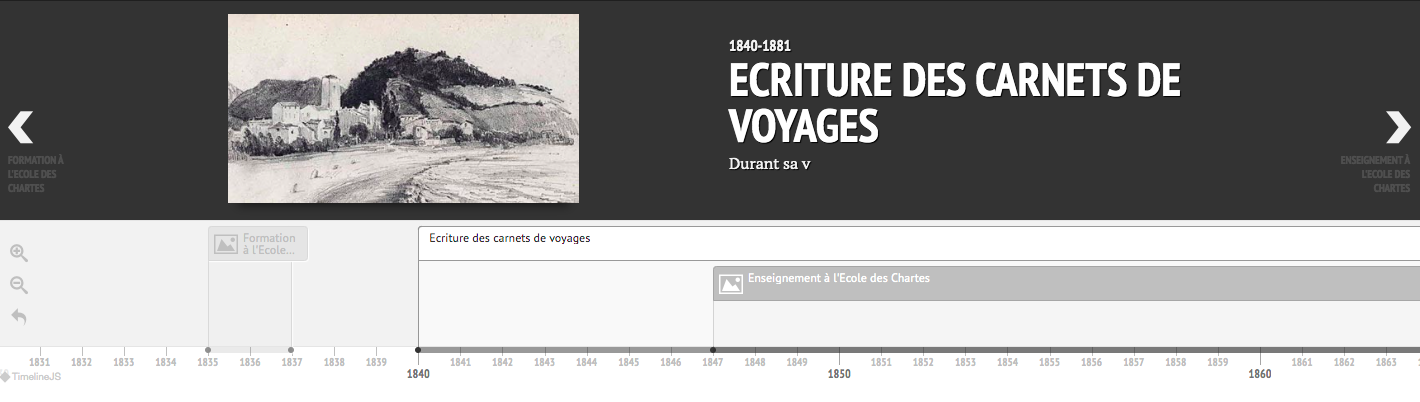 1840-1881
ECRITURE DES CARNETS DE
VOYAGES
Durant sa v
FORMATION À
L'ECOLE DES
CHARTES
ENSEIGNEMENT À
L'ECOLE DES
CHARTES
Formation
à l'Ecole...
Ecriture des carnets de voyages
Enseignement à l'Ecole des Chartes
1831 1832 1833 1834 1835 1836 1837 1838 1839 1840 1841 1842 1843 1844 1845 1846 1847 1848 1849 1850 1851 1852 1853 1854 1855 1856 1857 1858 1859 1860 1861 1862 1863
TimelineJS